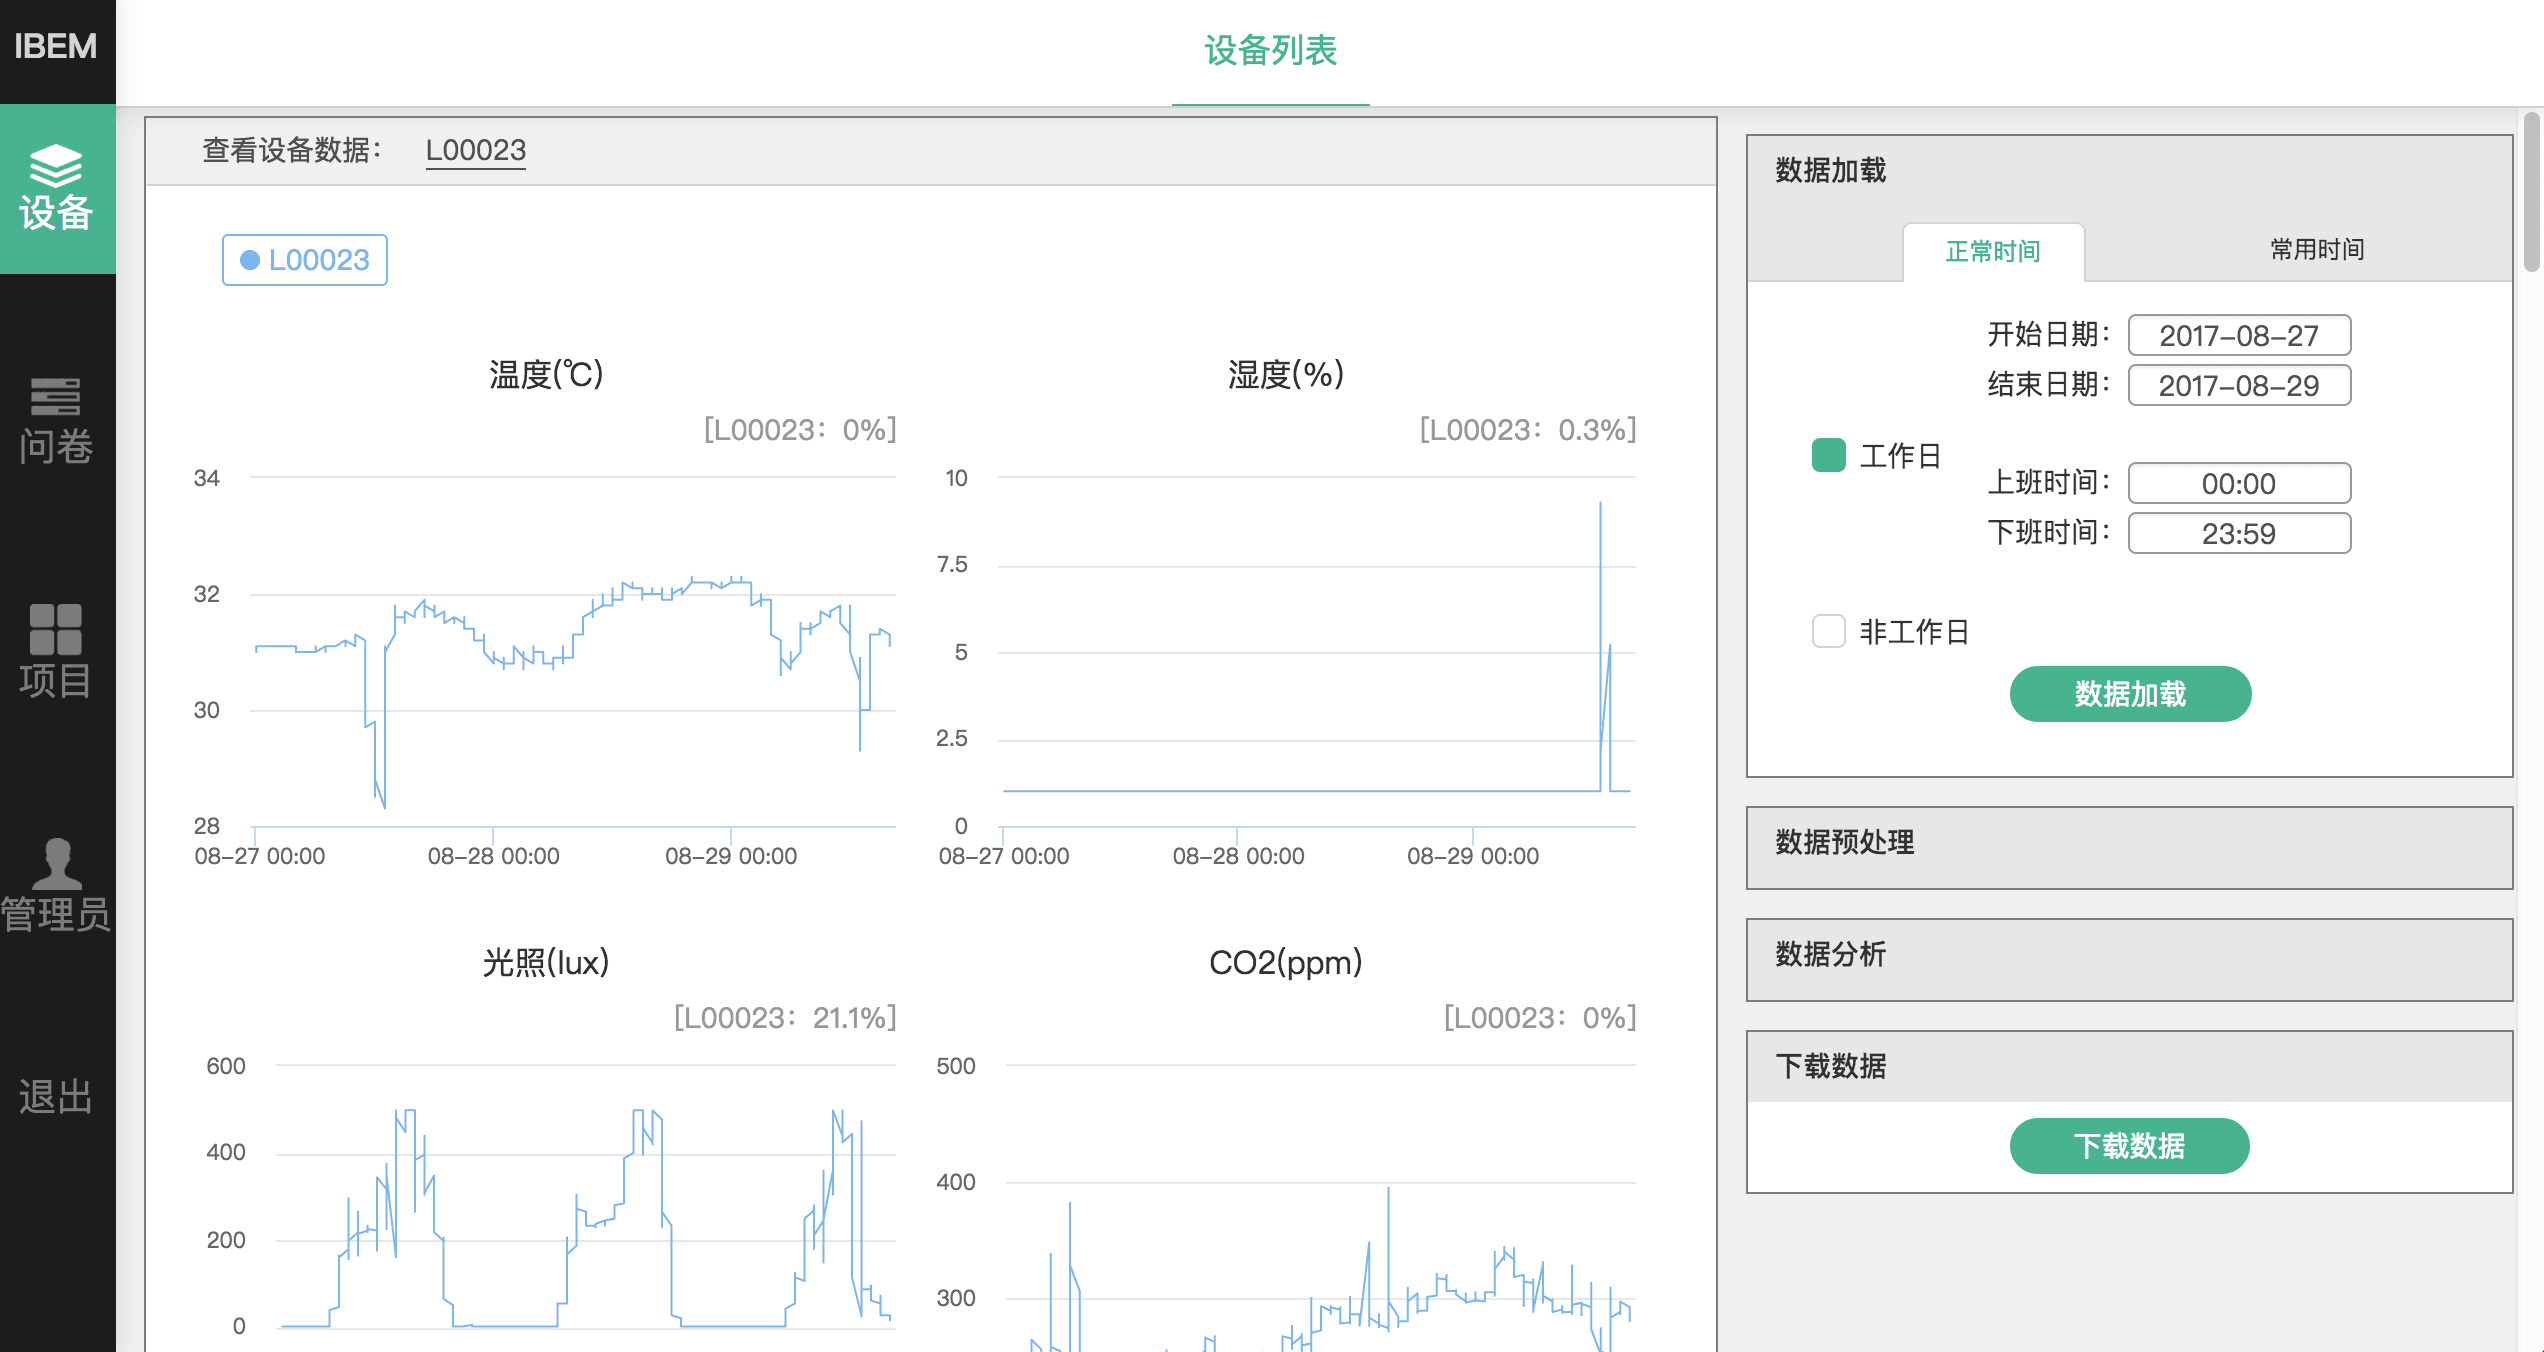 IBEM
设备
问卷
项目
管理员
退出
设备列表
查看设备数据： L00023
L00023
温度(℃)
[L00023：0%]
34
32
30
28
08-27 00:00 08-28 00:00 08-29 00:00
湿度(%)
[L00023：0.3%]
10
7.5
5
2.5
0
08-27 00:00 08-28 00:00 08-29 00:00
光照(lux)
[L00023：21.1%]
600
400
200
0
CO2(ppm)
[L00023：0%]
500
400
300
数据加载
正常时间 常用时间
开始日期： 2017-08-27
结束日期： 2017-08-29
工作日
上班时间： 00:00
下班时间： 23:59
非工作日
数据加载
数据预处理
数据分析
下载数据
下载数据